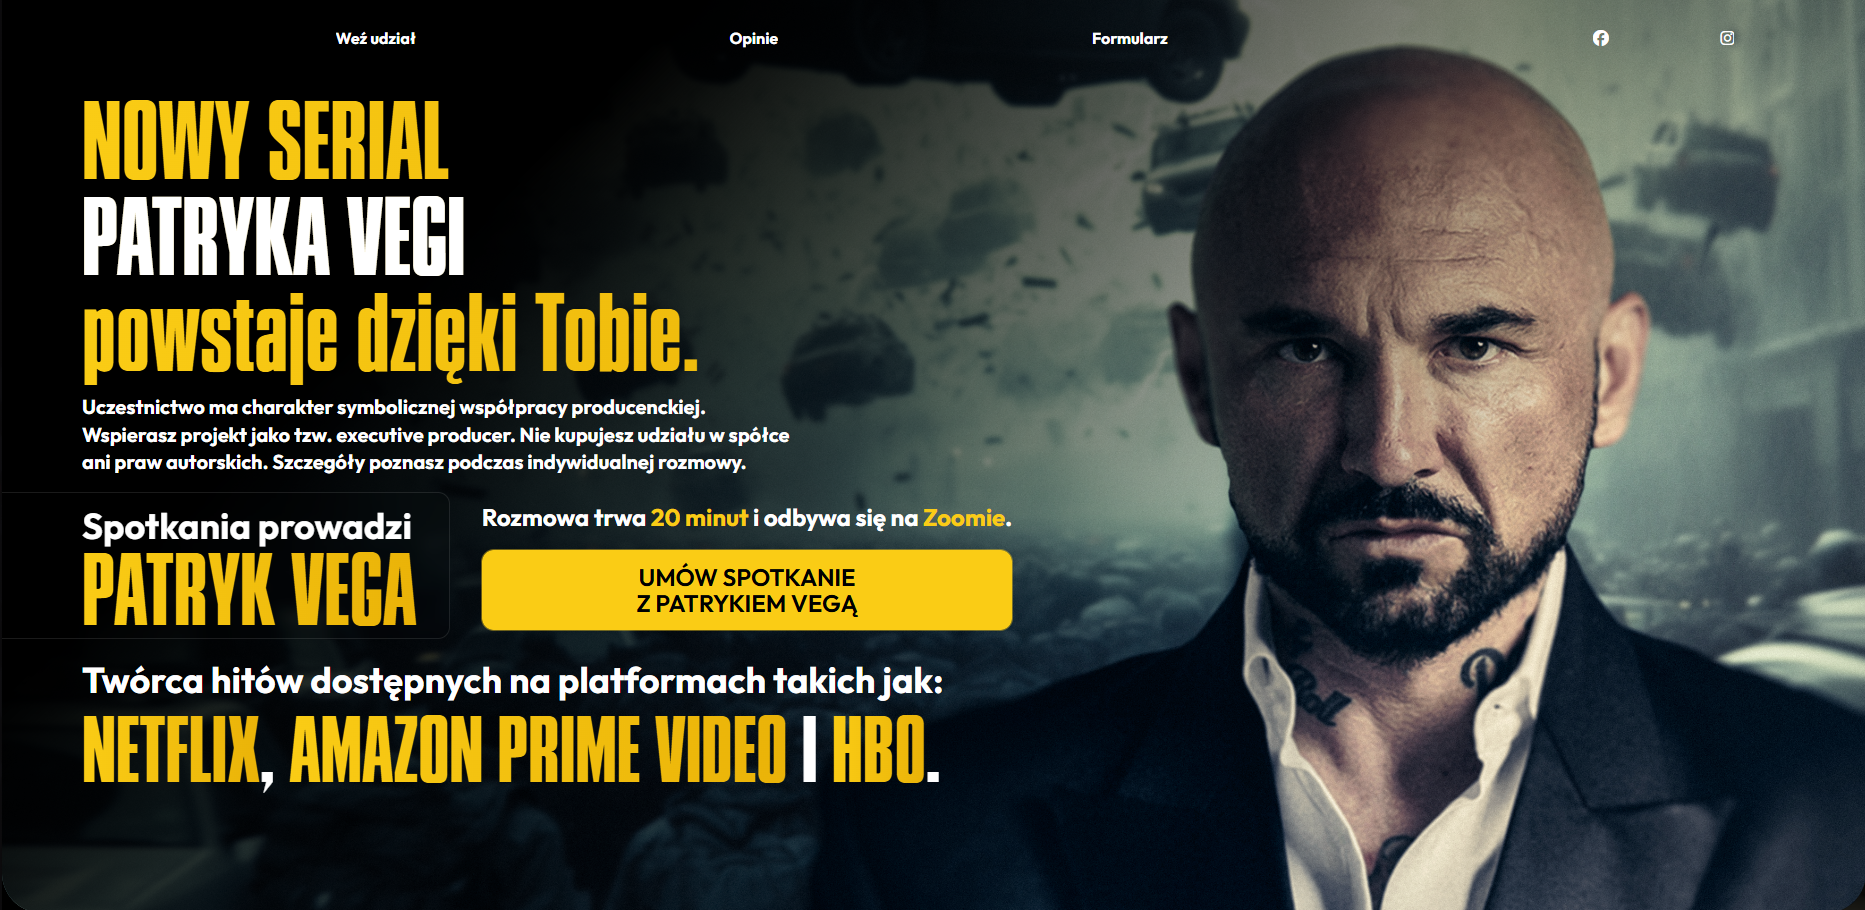 Weź udział
Opinie
Formularz
NOWY SERIAL
PATRYKA VEGI
powstaje dzięki Tobie.
Uczestnictwo ma charakter symbolicznej współpracy producenckiej.
Wspierasz projekt jako tzw. executive producer. Nie kupujesz udziału w spółce
ani praw autorskich. Szczegóły poznasz podczas indywidualnej rozmowy.
Spotkania prowadzi
PATRYK VEGA
Rozmowa trwa 20 minut i odbywa się na Zoomie.
UMÓW SPOTKANIE
Z PATRYKIEM VEGĄ
Twórca hitów dostępnych na platformach takich jak:
NETFLIX, AMAZON PRIME VIDEO I HBO.